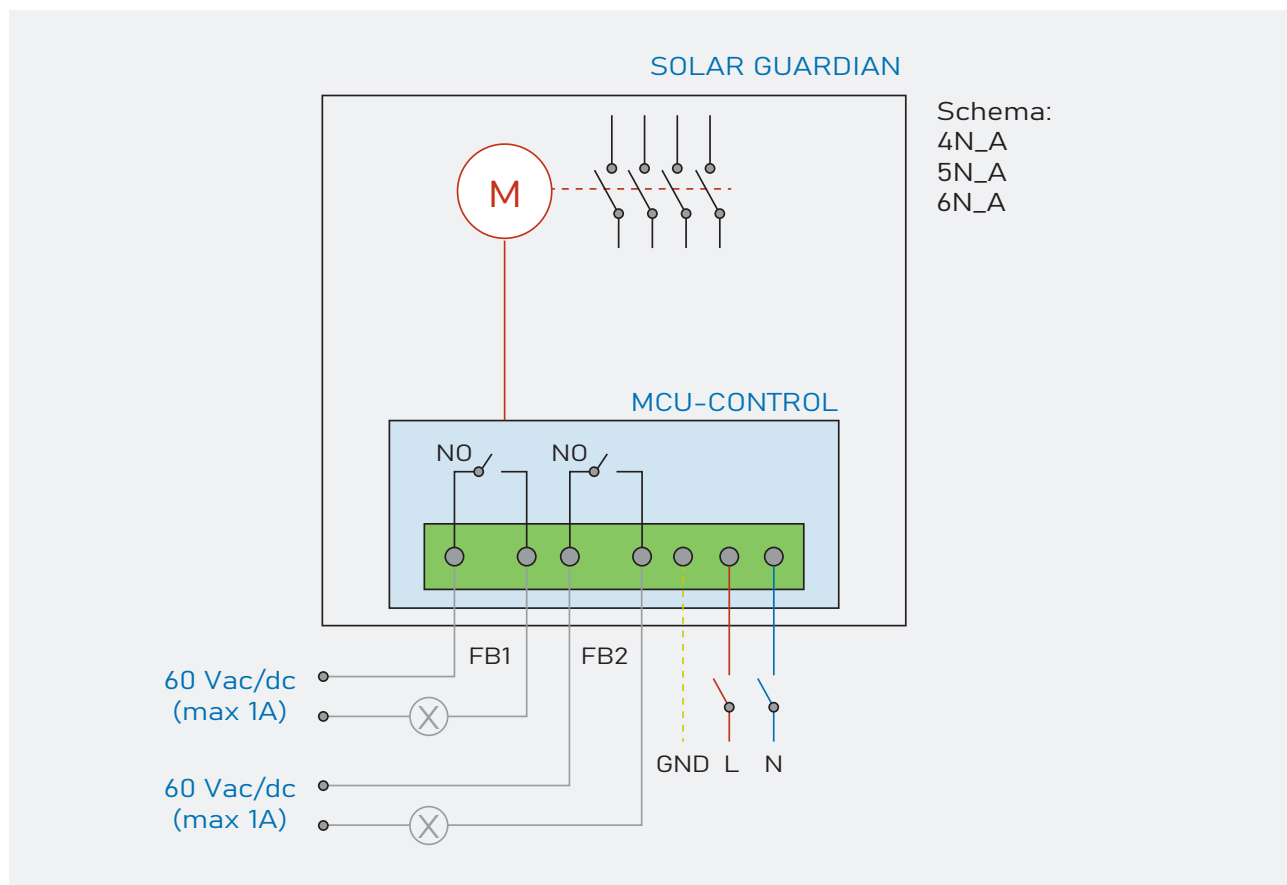 SOLAR GUARDIAN
Schema:
4N_A
5N_A
6N_A
M
MCU-CONTROL
NO
NO
FB1
FB2
60 Vac/dc
(max 1A)
X
GND
L
N
60 Vac/dc
(max 1A)
X